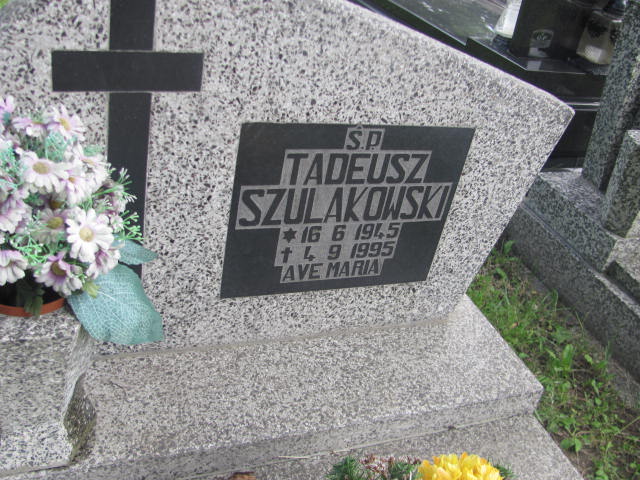 Ś.P.
TADEUSZ
SZULAKOWSKI
* 16 6 1945
† 4 9 1995
AVE MARIA